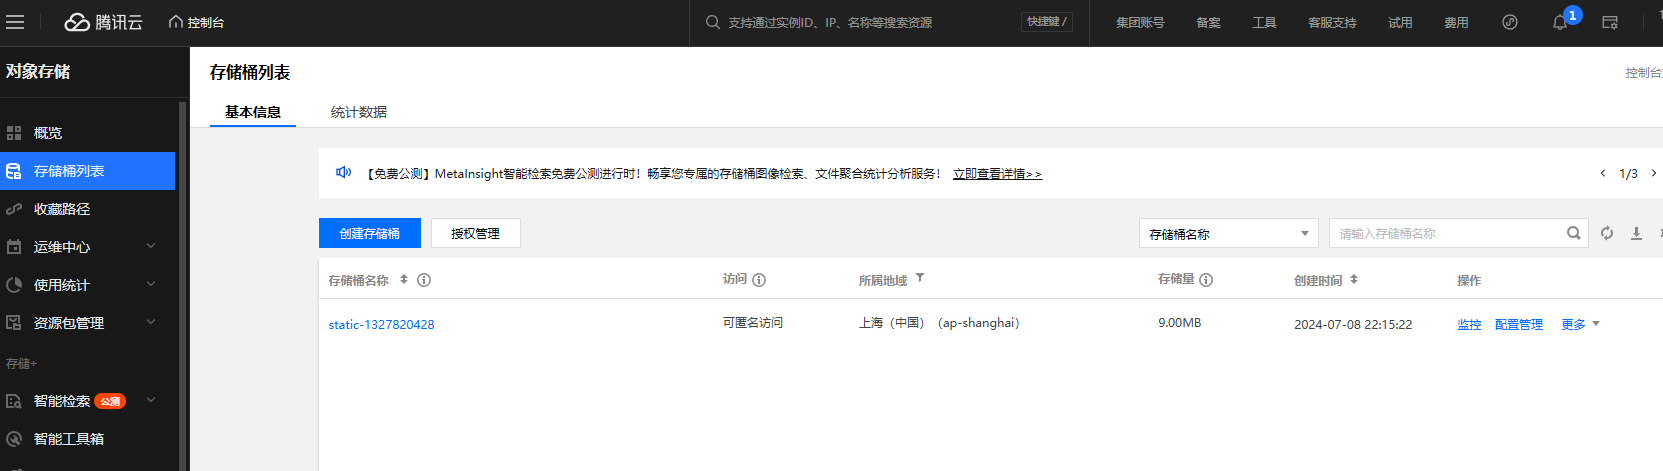 腾讯云
控制台
支持通过实例ID、IP、名称等搜索资源
快捷键 /
集团账号
备案
工具
客服支持
试用
费用
1
对象存储
概览
存储桶列表
收藏路径
运维中心
使用统计
资源包管理
存储+
智能检索 公测
智能工具箱
存储桶列表
控制台
基本信息
统计数据
【免费公测】MetaInsight智能检索免费公测进行时！畅享您专属的存储桶图像检索、文件聚合统计分析服务！ 立即查看详情>>
1/3
创建存储桶
授权管理
存储桶名称
请输入存储桶名称
存储桶名称
访问
所属地域
存储量
创建时间
操作
static-1327820428
可匿名访问
上海（中国）（ap-shanghai）
9.00MB
2024-07-08 22:15:22
监控
配置管理
更多